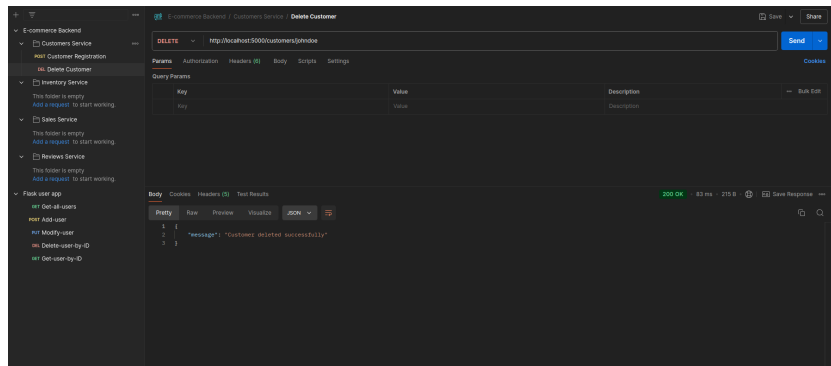 E-commerce Backend
Customers Service
POST Customer Registration
DEL Delete Customer
Inventory Service
This folder is empty
Add a request to start working.
Sales Service
This folder is empty
Add a request to start working.
Reviews Service
This folder is empty
Add a request to start working.
Flask user app
GET Get-all-users
POST Add-user
PUT Modify-user
DEL Delete-user-by-ID
GET Get-user-by-ID
E-commerce Backend / Customers Service / Delete Customer
Save
Share
DELETE
http://localhost:5000/customers/johndoe
Send
Params Authorization Headers (6) Body Scripts Settings
Cookies
Query Params
Key Value Description
Bulk Edit
Key Value Description
Body Cookies Headers (5) Test Results
200 OK · 83 ms · 215 B
Save Response
Pretty Raw Preview Visualize JSON
1 {
2 "message": "Customer deleted successfully"
3 }